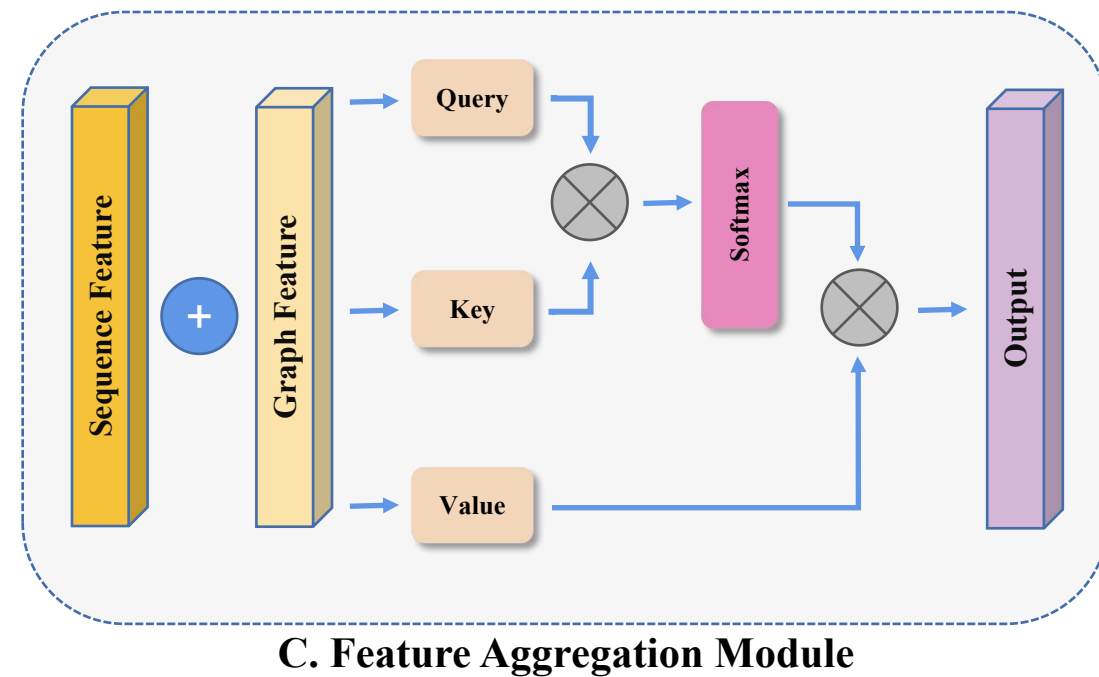 Sequence Feature
+
Graph Feature
Query
Key
Value
Softmax
Output
C. Feature Aggregation Module